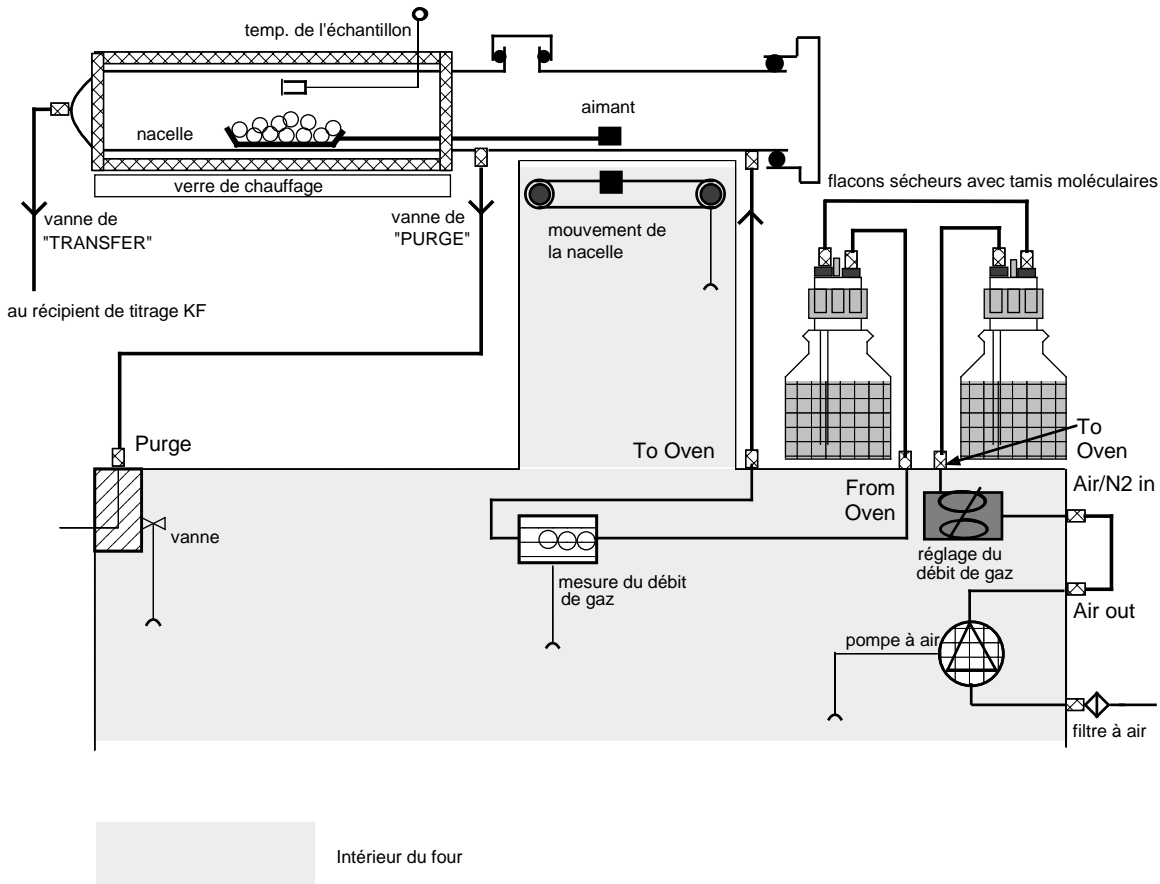 temp. de l'échantillon
aimant
nacelle
verre de chauffage
flacons sécheurs avec tamis moléculaires
vanne de
"TRANSFER"
vanne de
"PURGE"
mouvement de
la nacelle
au récipient de titrage KF
Purge
To Oven
To
Oven
From
Oven
Air/N2 in
vanne
mesure du débit
de gaz
réglage du
débit de gaz
Air out
pompe à air
filtre à air
Intérieur du four